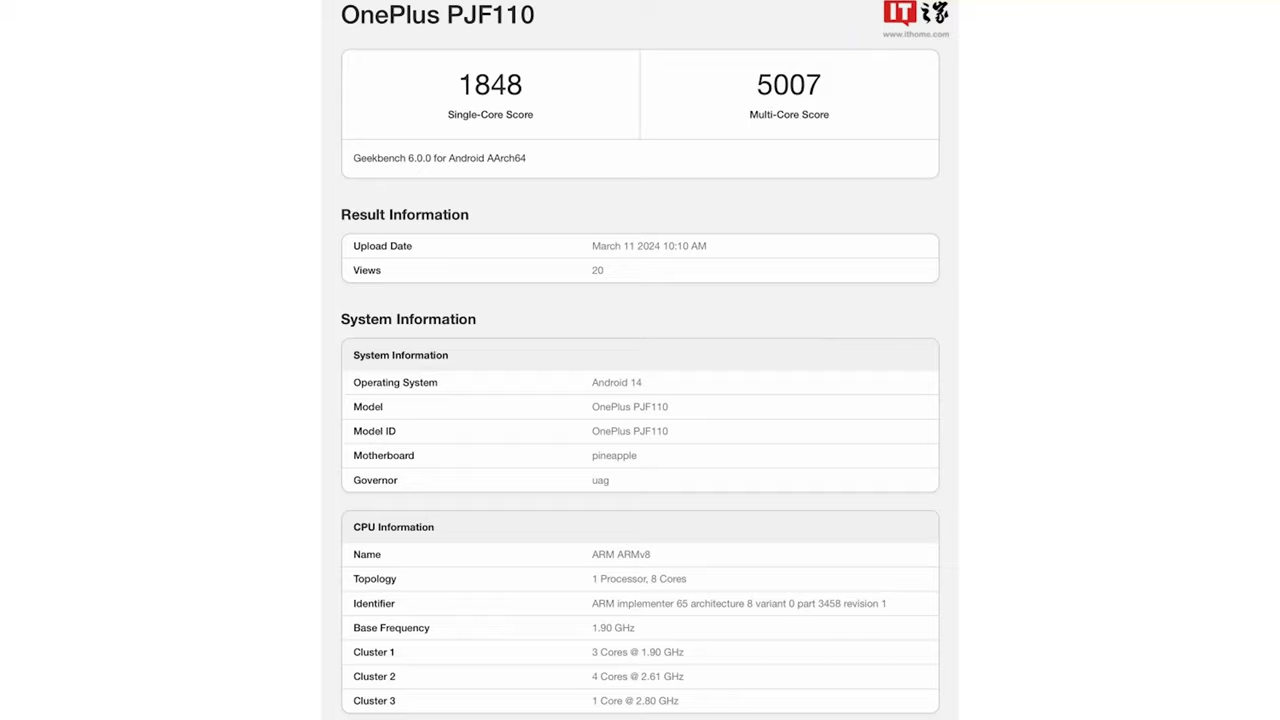 OnePlus PJF110
IT之家
www.ithome.com
1848
Single-Core Score
5007
Multi-Core Score
Geekbench 6.0.0 for Android AArch64
Result Information
Upload Date March 11 2024 10:10 AM
Views 20
System Information
System Information
Operating System Android 14
Model OnePlus PJF110
Model ID OnePlus PJF110
Motherboard pineapple
Governor uag
CPU Information
Name ARM ARMv8
Topology 1 Processor, 8 Cores
Identifier ARM implementer 65 architecture 8 variant 0 part 3458 revision 1
Base Frequency 1.90 GHz
Cluster 1 3 Cores @ 1.90 GHz
Cluster 2 4 Cores @ 2.61 GHz
Cluster 3 1 Core @ 2.80 GHz